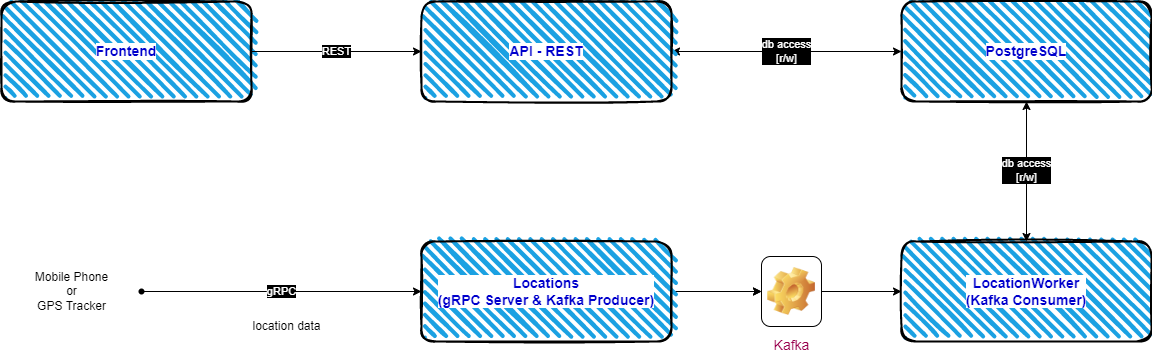 Frontend
REST
API - REST
db access
[r/w]
PostgreSQL
db access
[r/w]
Mobile Phone
or
GPS Tracker
gRPC
location data
Locations
(gRPC Server & Kafka Producer)
Kafka
LocationWorker
(Kafka Consumer)